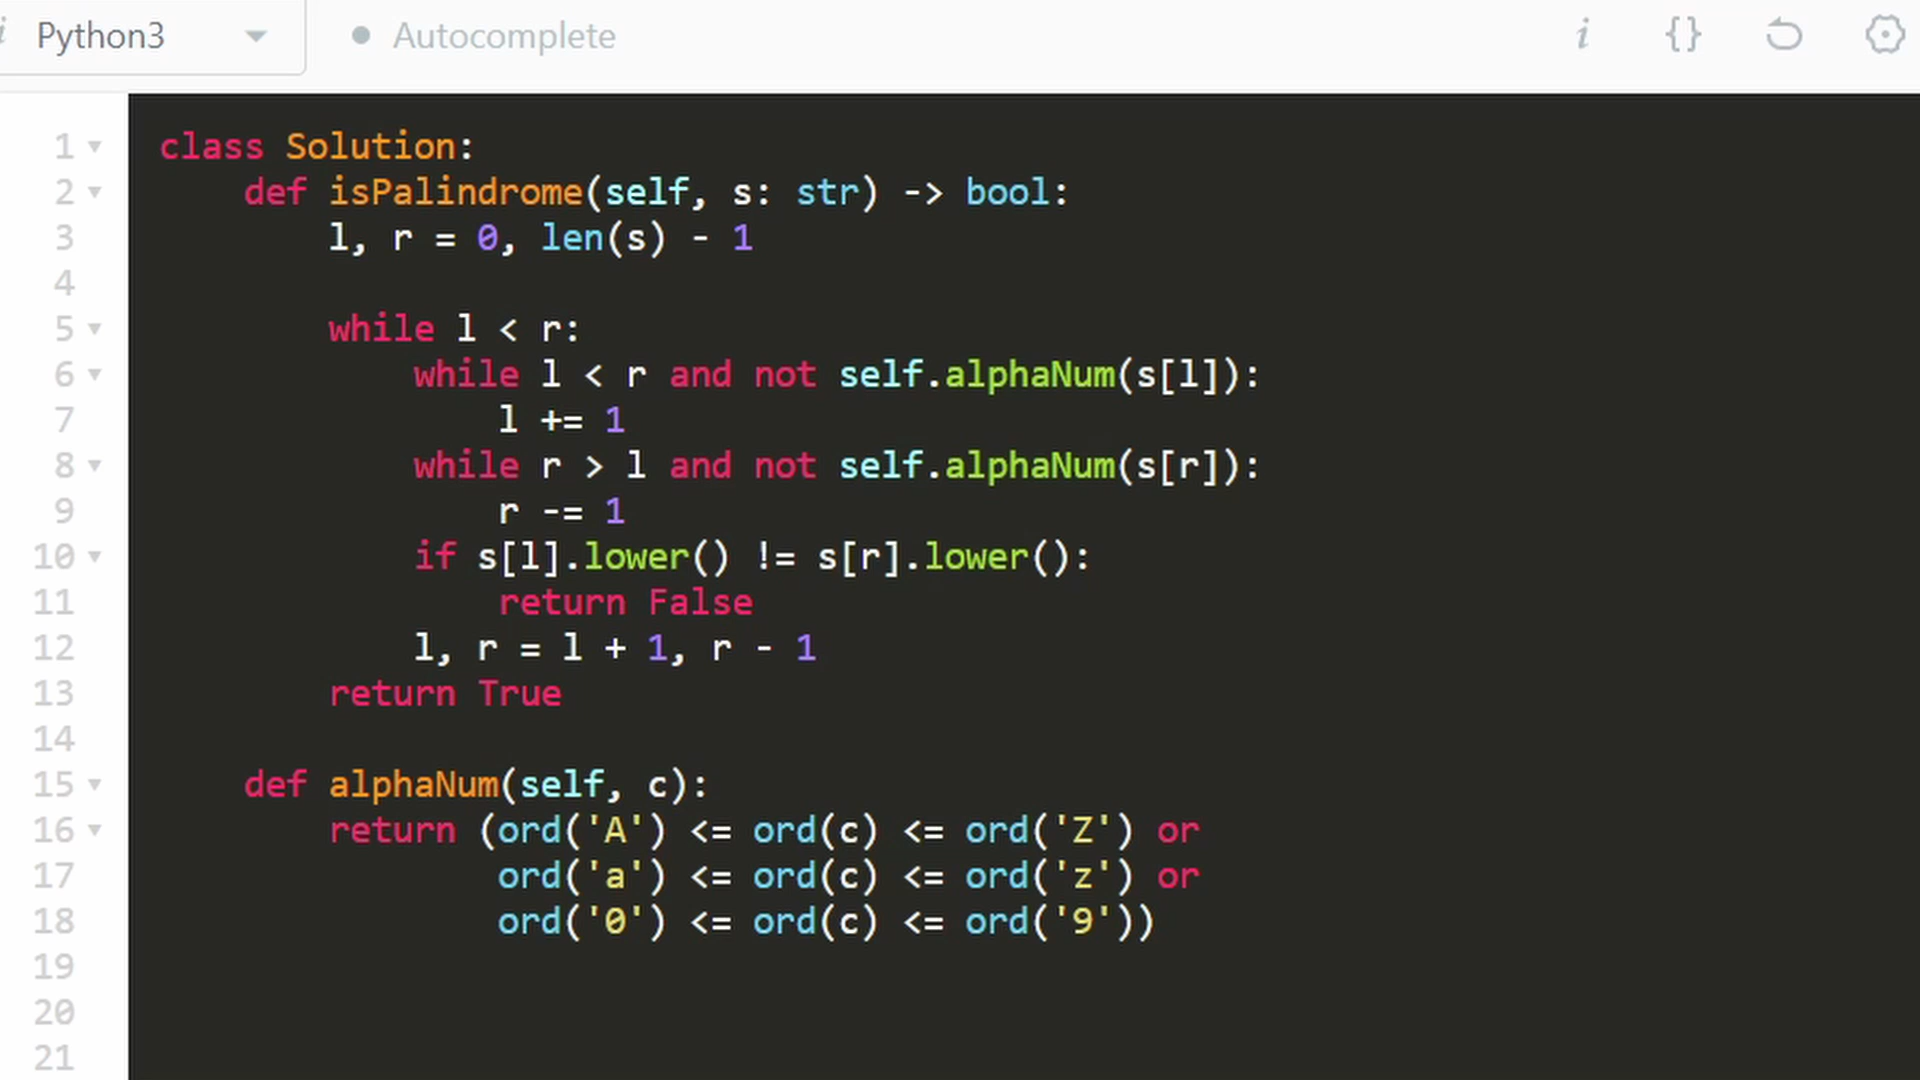 i Python3 Autocomplete i {}
1 class Solution:
2     def isPalindrome(self, s: str) -> bool:
3         l, r = 0, len(s) - 1
4
5         while l < r:
6             while l < r and not self.alphaNum(s[l]):
7                 l += 1
8             while r > l and not self.alphaNum(s[r]):
9                 r -= 1
10             if s[l].lower() != s[r].lower():
11                 return False
12             l, r = l + 1, r - 1
13         return True
14
15     def alphaNum(self, c):
16         return (ord('A') <= ord(c) <= ord('Z') or
17                 ord('a') <= ord(c) <= ord('z') or
18                 ord('0') <= ord(c) <= ord('9'))
19
20
21